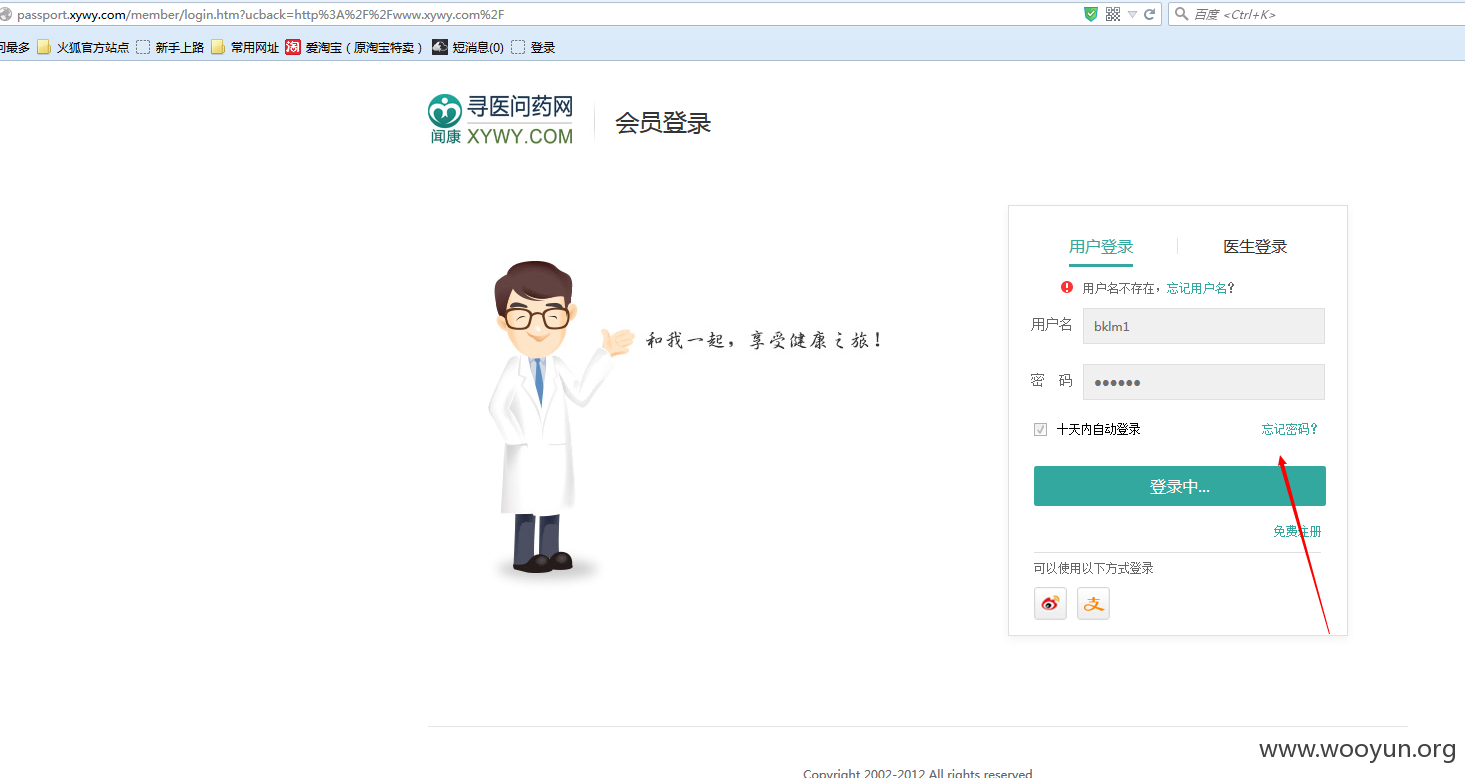 passport.xywy.com/member/login.htm?ucback=http%3A%2F%2Fwww.xywy.com%2F
百度 <Ctrl+K>
问最多 火狐官方站点 新手上路 常用网址 淘 爱淘宝（原淘宝特卖） 短消息(0) 登录
寻医问药网
闻康 XYWY.COM
会员登录
用户登录 医生登录
用户名不存在，忘记用户名?
用户名 bklm1
和我一起，享受健康之旅！
密 码 ●●●●●●
十天内自动登录 忘记密码?
登录中...
免费注册
可以使用以下方式登录
支
www.wooyun.org
Copyright 2002-2012 All rights reserved